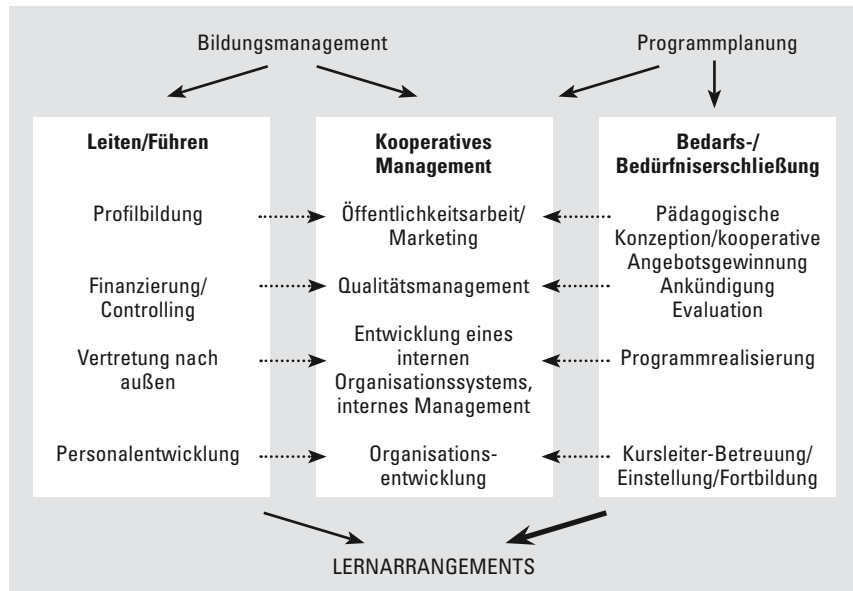 Bildungsmanagement
Programmplanung
Leiten/Führen
Profilbildung
Finanzierung/
Controlling
Vertretung nach
außen
Personalentwicklung
Kooperatives
Management
Öffentlichkeitsarbeit/
Marketing
Qualitätsmanagement
Entwicklung eines
internen
Organisationssystems,
internes Management
Organisations-
entwicklung
Bedarfs-/
Bedürfniserschließung
Pädagogische
Konzeption/kooperative
Angebotsgewinnung
Ankündigung
Evaluation
Programmrealisierung
Kursleiter-Betreuung/
Einstellung/Fortbildung
LERNARRANGEMENTS